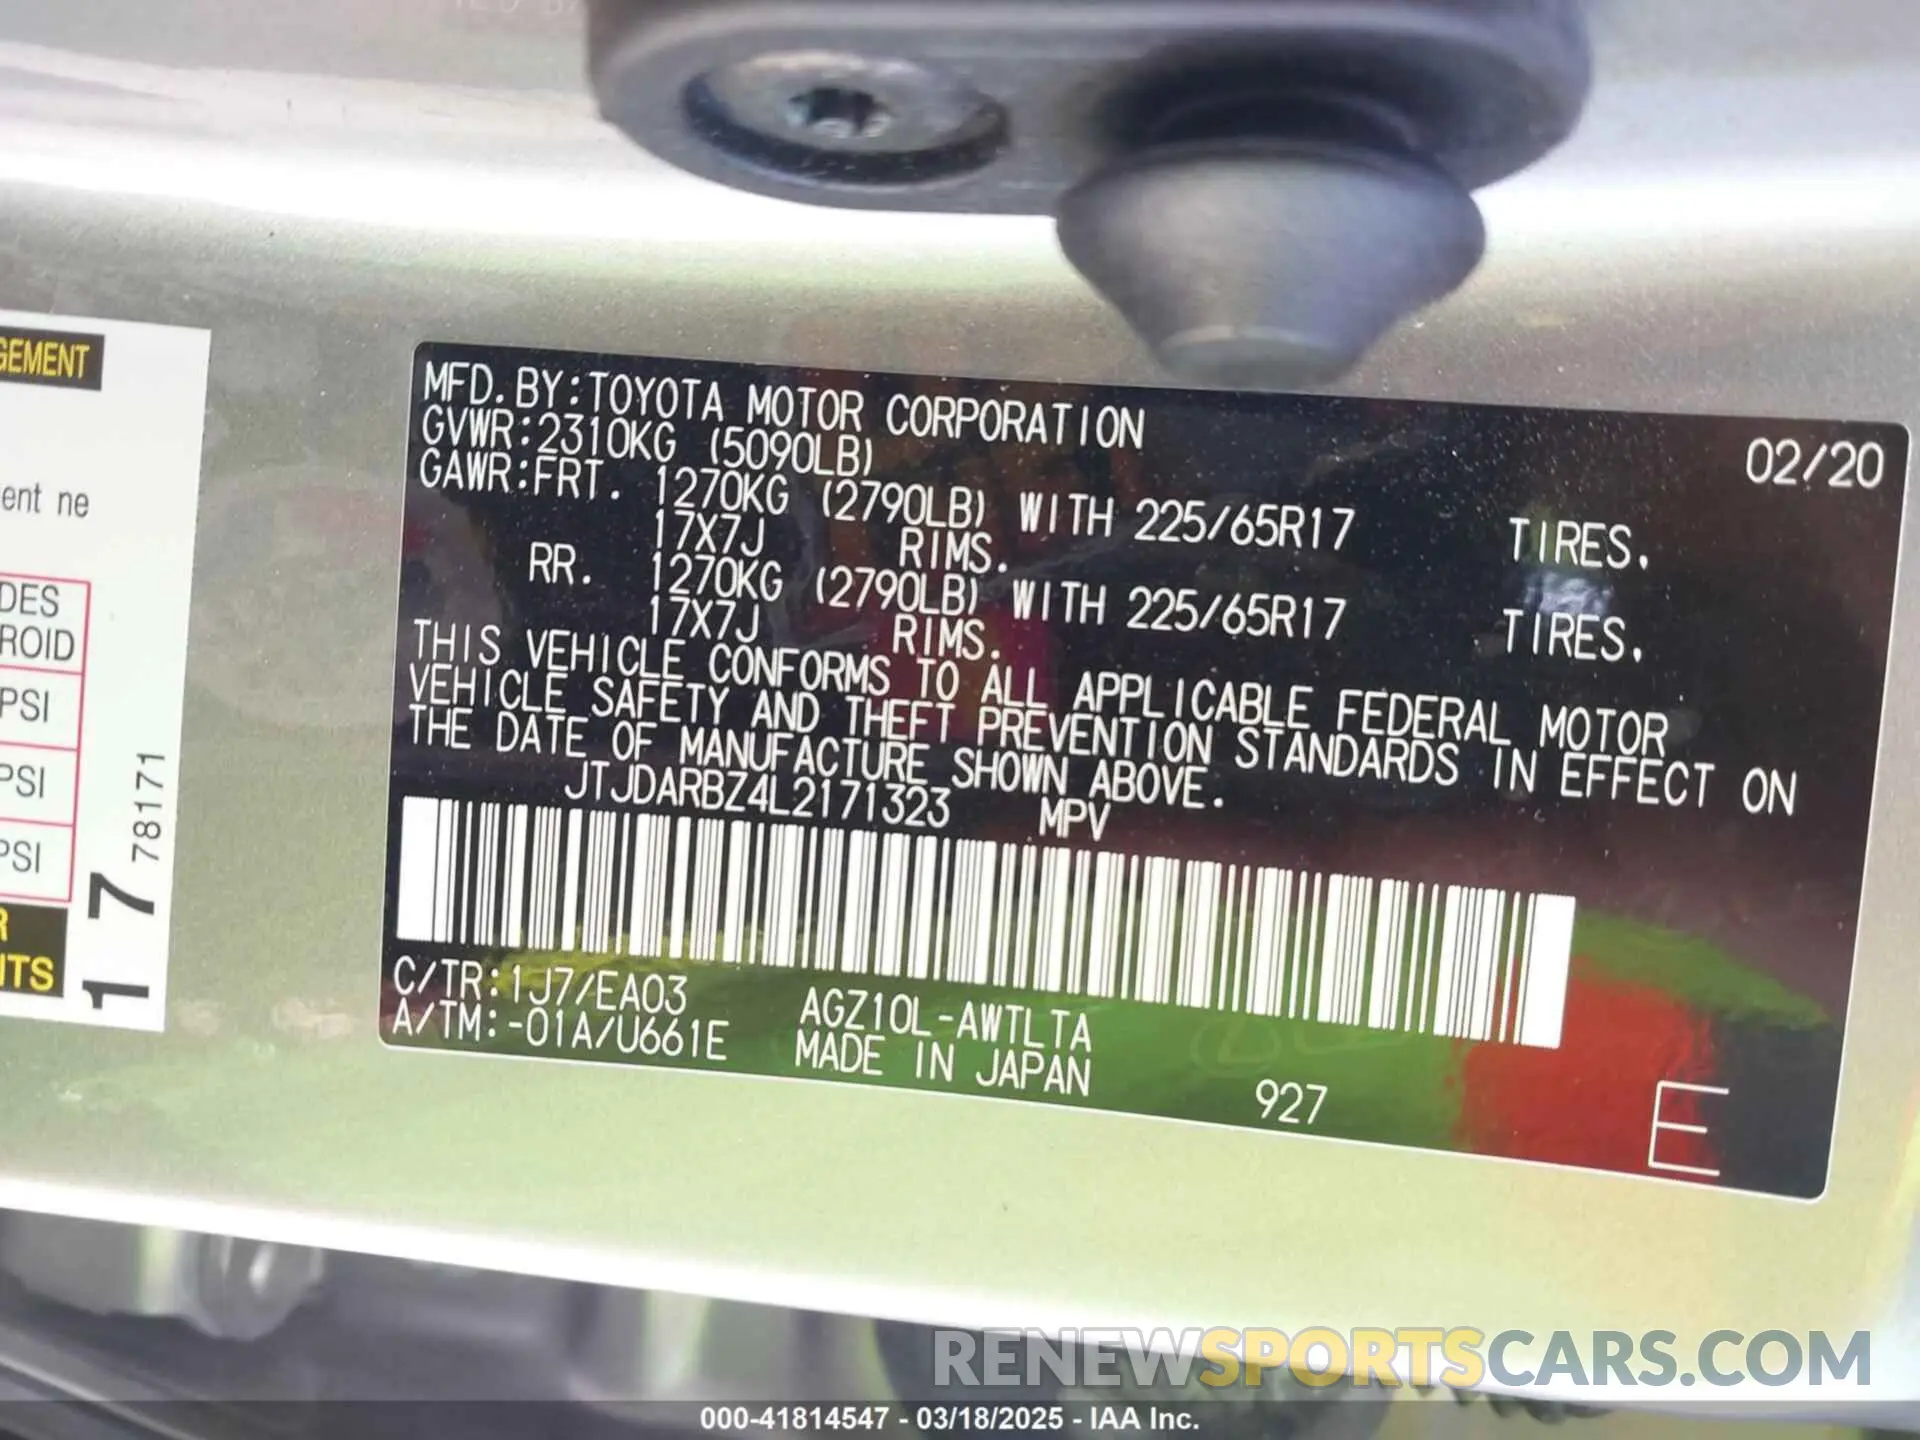 MFD.BY:TOYOTA MOTOR CORPORATION 02/20
GVWR:2310KG (5090LB)
GAWR:FRT. 1270KG (2790LB) WITH 225/65R17 TIRES.
17X7J RIMS.
RR. 1270KG (2790LB) WITH 225/65R17 TIRES.
17X7J RIMS.
THIS VEHICLE CONFORMS TO ALL APPLICABLE FEDERAL MOTOR
VEHICLE SAFETY AND THEFT PREVENTION STANDARDS IN EFFECT ON
THE DATE OF MANUFACTURE SHOWN ABOVE.
JTJDARBZ4L2171323 MPV
C/TR:1J7/EA03 AGZ10L-AWTLTA
A/TM:-01A/U661E MADE IN JAPAN 927
E
GEMENT
ent ne
DES
ROID
PSI
PSI
PSI
R
ITS
17 78171
RENEWSPORTSCARS.COM
000-41814547 - 03/18/2025 - IAA Inc.